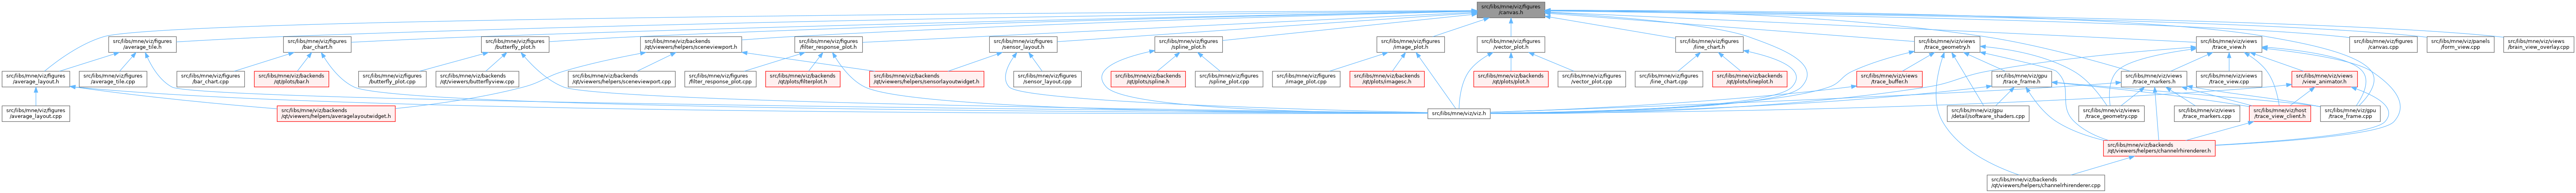 src/libs/mne/viz/figures
/canvas.h
src/libs/mne/viz/figures
/average_tile.h
src/libs/mne/viz/figures
/bar_chart.h
src/libs/mne/viz/figures
/butterfly_plot.h
src/libs/mne/viz/backends
/qt/viewers/helpers/sceneviewport.h
src/libs/mne/viz/figures
/filter_response_plot.h
src/libs/mne/viz/figures
/sensor_layout.h
src/libs/mne/viz/figures
/spline_plot.h
src/libs/mne/viz/figures
/image_plot.h
src/libs/mne/viz/figures
/vector_plot.h
src/libs/mne/viz/figures
/line_chart.h
src/libs/mne/viz/views
/trace_geometry.h
src/libs/mne/viz/views
/trace_view.h
src/libs/mne/viz/figures
/canvas.cpp
src/libs/mne/viz/panels
/form_view.cpp
src/libs/mne/viz/views
/brain_view_overlay.cpp
src/libs/mne/viz/figures
/average_layout.h
src/libs/mne/viz/figures
/average_tile.cpp
src/libs/mne/viz/figures
/bar_chart.cpp
src/libs/mne/viz/backends
/qt/plots/bar.h
src/libs/mne/viz/figures
/butterfly_plot.cpp
src/libs/mne/viz/backends
/qt/viewers/butterflyview.cpp
src/libs/mne/viz/backends
/qt/viewers/helpers/sceneviewport.cpp
src/libs/mne/viz/figures
/filter_response_plot.cpp
src/libs/mne/viz/backends
/qt/plots/filterplot.h
src/libs/mne/viz/backends
/qt/viewers/helpers/sensorlayoutwidget.h
src/libs/mne/viz/figures
/sensor_layout.cpp
src/libs/mne/viz/backends
/qt/plots/spline.h
src/libs/mne/viz/figures
/spline_plot.cpp
src/libs/mne/viz/figures
/image_plot.cpp
src/libs/mne/viz/backends
/qt/plots/imagesc.h
src/libs/mne/viz/backends
/qt/plots/plot.h
src/libs/mne/viz/figures
/vector_plot.cpp
src/libs/mne/viz/figures
/line_chart.cpp
src/libs/mne/viz/backends
/qt/plots/lineplot.h
src/libs/mne/viz/views
/trace_buffer.h
src/libs/mne/viz/gpu
/trace_frame.h
src/libs/mne/viz/views
/trace_markers.h
src/libs/mne/viz/views
/trace_view.cpp
src/libs/mne/viz/views
/view_animator.h
src/libs/mne/viz/figures
/average_layout.cpp
src/libs/mne/viz/backends
/qt/viewers/helpers/averagelayoutwidget.h
src/libs/mne/viz/viz.h
src/libs/mne/viz/gpu
/detail/software_shaders.cpp
src/libs/mne/viz/views
/trace_geometry.cpp
src/libs/mne/viz/views
/trace_markers.cpp
src/libs/mne/viz/host
/trace_view_client.h
src/libs/mne/viz/gpu
/trace_frame.cpp
src/libs/mne/viz/backends
/qt/viewers/helpers/channelrhirenderer.h
src/libs/mne/viz/backends
/qt/viewers/helpers/channelrhirenderer.cpp